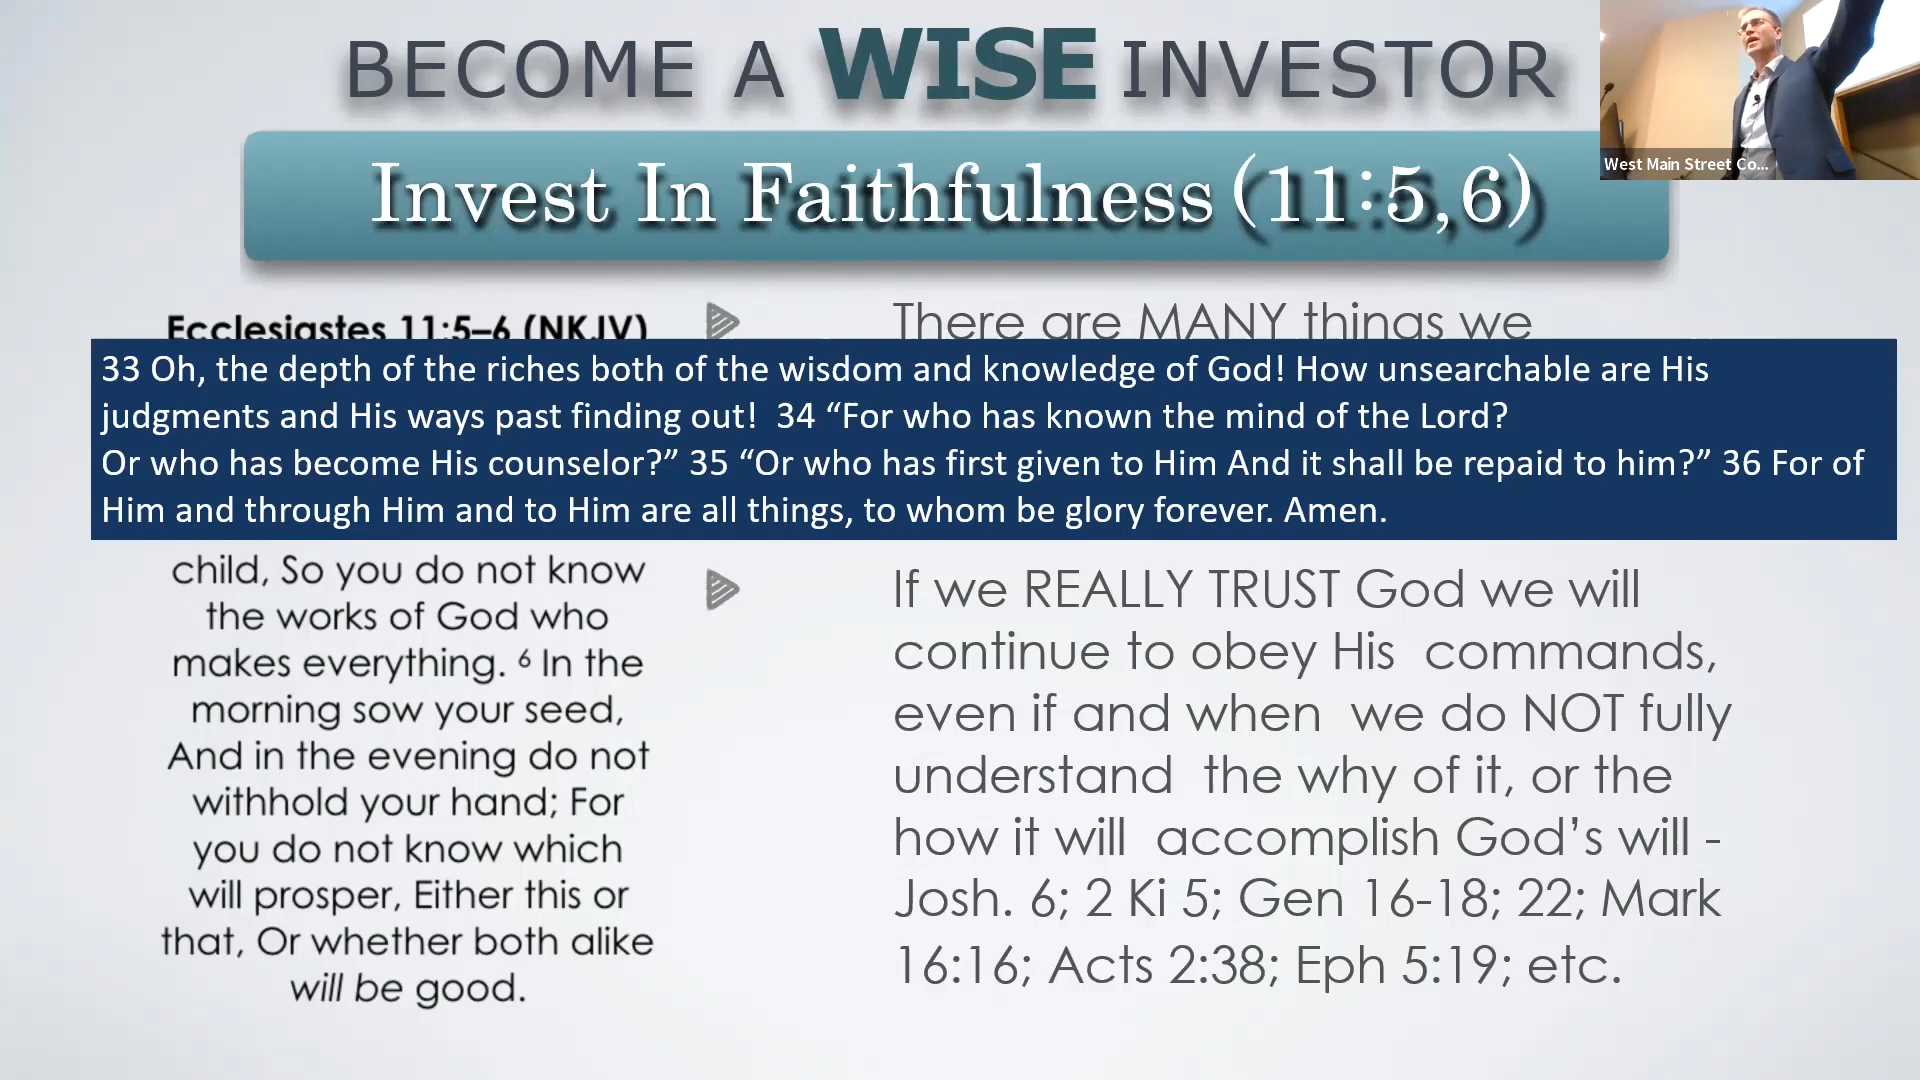 BECOME A WISE INVESTOR
West Main Street Co...
Invest In Faithfulness (11:5,6)
Ecclesiastes 11:5–6 (NKJV)
There are MANY things we
33 Oh, the depth of the riches both of the wisdom and knowledge of God! How unsearchable are His
judgments and His ways past finding out!  34 “For who has known the mind of the Lord?
Or who has become His counselor?” 35 “Or who has first given to Him And it shall be repaid to him?” 36 For of
Him and through Him and to Him are all things, to whom be glory forever. Amen.
child, So you do not know
the works of God who
makes everything. ⁶ In the
morning sow your seed,
And in the evening do not
withhold your hand; For
you do not know which
will prosper, Either this or
that, Or whether both alike
will be good.
If we REALLY TRUST God we will
continue to obey His  commands,
even if and when  we do NOT fully
understand  the why of it, or the
how it will  accomplish God’s will -
Josh. 6; 2 Ki 5; Gen 16-18; 22; Mark
16:16; Acts 2:38; Eph 5:19; etc.